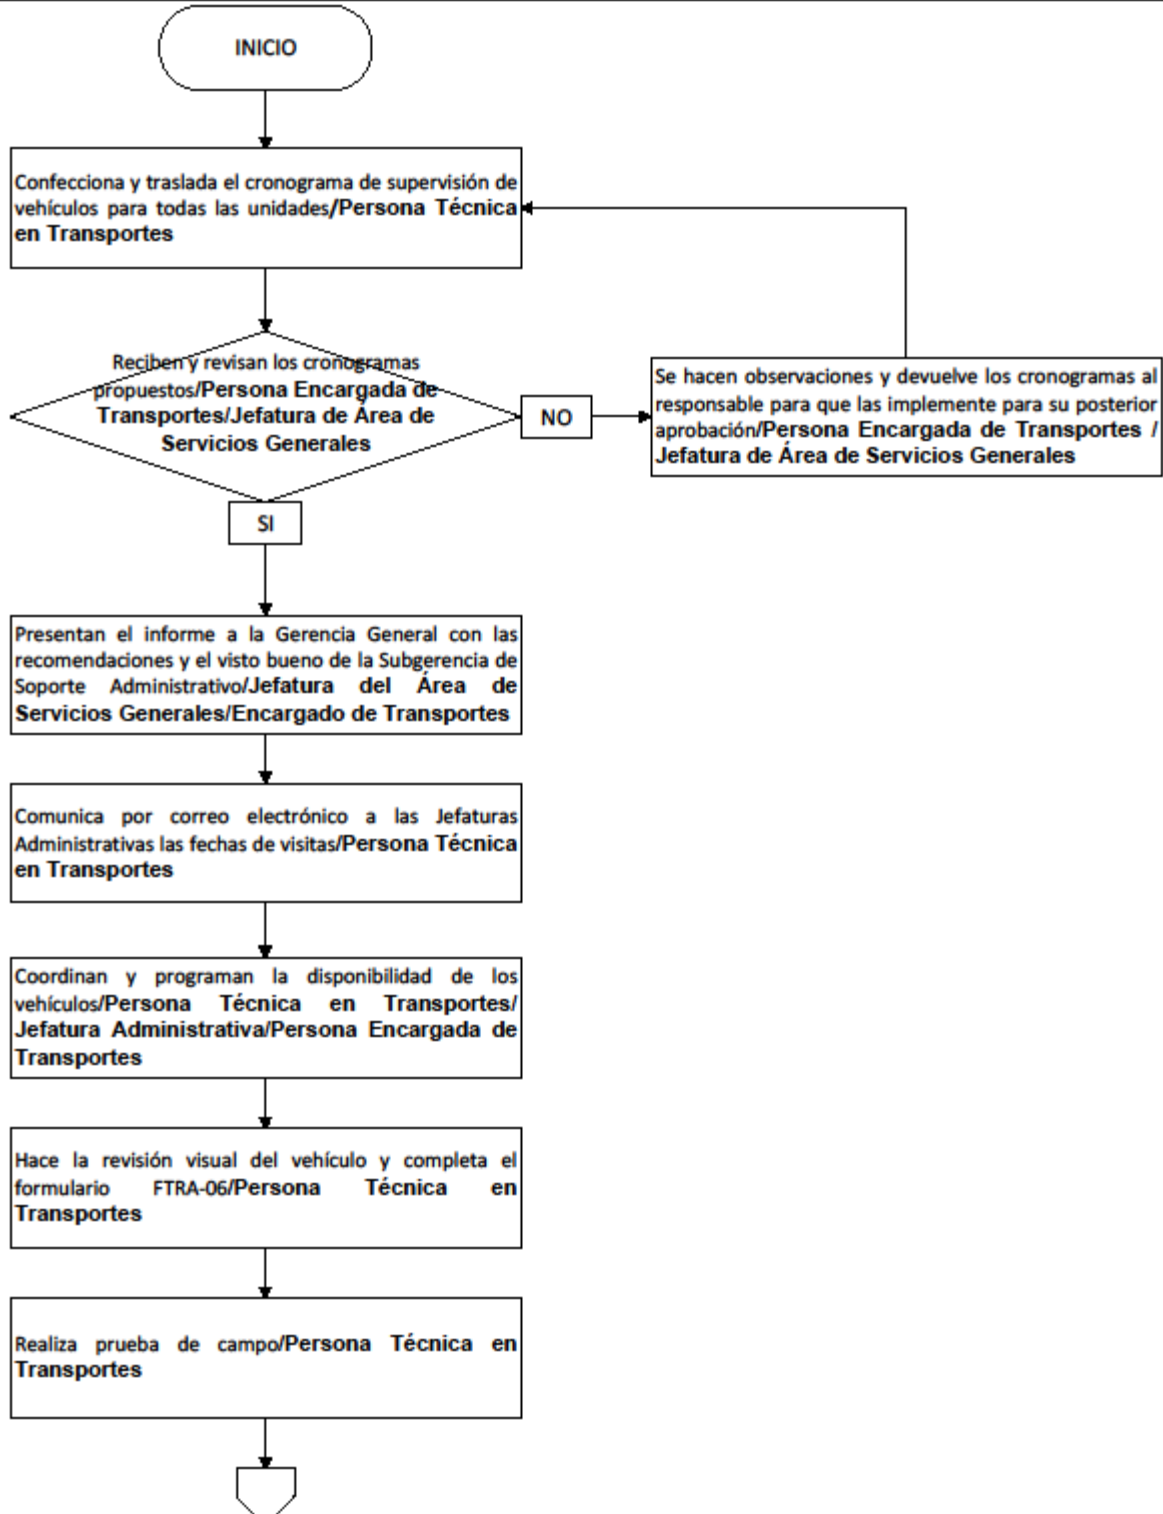 INICIO
Confecciona y traslada el cronograma de supervisión de
vehículos para todas las unidades/Persona Técnica
en Transportes
Reciben y revisan los cronogramas
propuestos/Persona Encargada de
Transportes/Jefatura de Área de
Servicios Generales
NO
Se hacen observaciones y devuelve los cronogramas al
responsable para que las implemente para su posterior
aprobación/Persona Encargada de Transportes /
Jefatura de Área de Servicios Generales
SI
Presentan el informe a la Gerencia General con las
recomendaciones y el visto bueno de la Subgerencia de
Soporte Administrativo/Jefatura del Área de
Servicios Generales/Encargado de Transportes
Comunica por correo electrónico a las Jefaturas
Administrativas las fechas de visitas/Persona Técnica
en Transportes
Coordinan y programan la disponibilidad de los
vehículos/Persona Técnica en Transportes/
Jefatura Administrativa/Persona Encargada de
Transportes
Hace la revisión visual del vehículo y completa el
formulario FTRA-06/Persona Técnica en
Transportes
Realiza prueba de campo/Persona Técnica en
Transportes